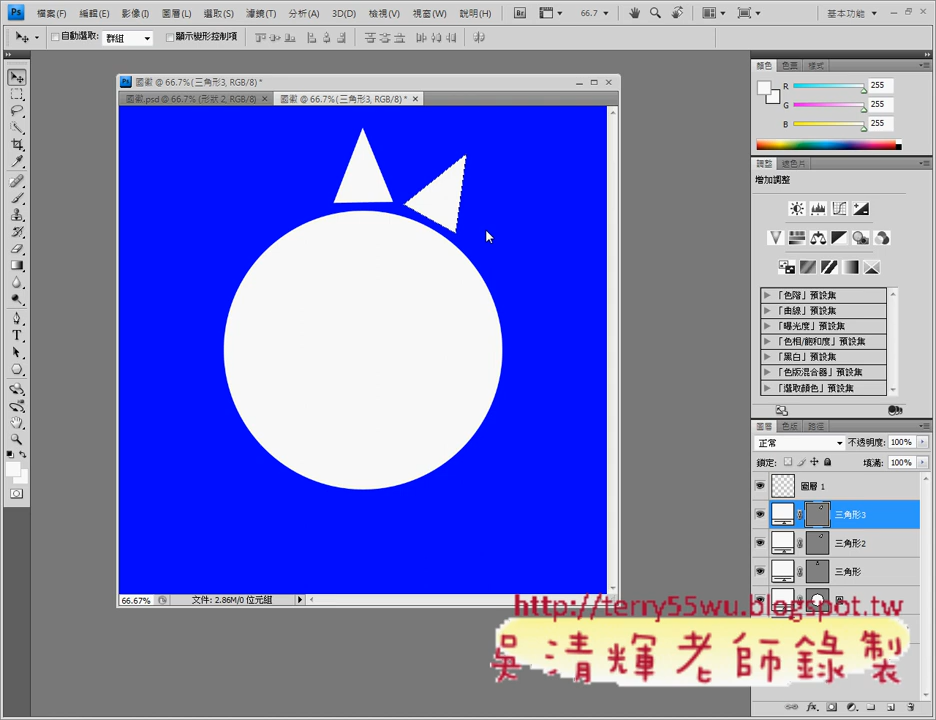 Ps 檔案(F) 編輯(E) 影像(I) 圖層(L) 選取(S) 濾鏡(T) 分析(A) 3D(D) 檢視(V) 視窗(W) 說明(H) Br 66.7 基本功能
自動選取: 群組 顯示變形控制項
@ 66.7%(三角形3, RGB/8) *
.psd @ 66.7% (形狀 2, RGB/8) × @ 66.7%(三角形3, RGB/8) * ×
顏色 色票 樣式
R 255
G 255
B 255
調整 遮色片
增加調整
「色階」預設集
「曲線」預設集
「曝光度」預設集
「色相/飽和度」預設集
「黑白」預設集
「色版混合器」預設集
「選取顏色」預設集
圖層 色版 路徑
正常 不透明度: 100%
鎖定: 填滿: 100%
圖層 1
三角形3
三角形2
三角形
66.67% 文件: 2.86M/0 位元組
http://terry55wu.blogspot.tw
吳清輝老師錄製